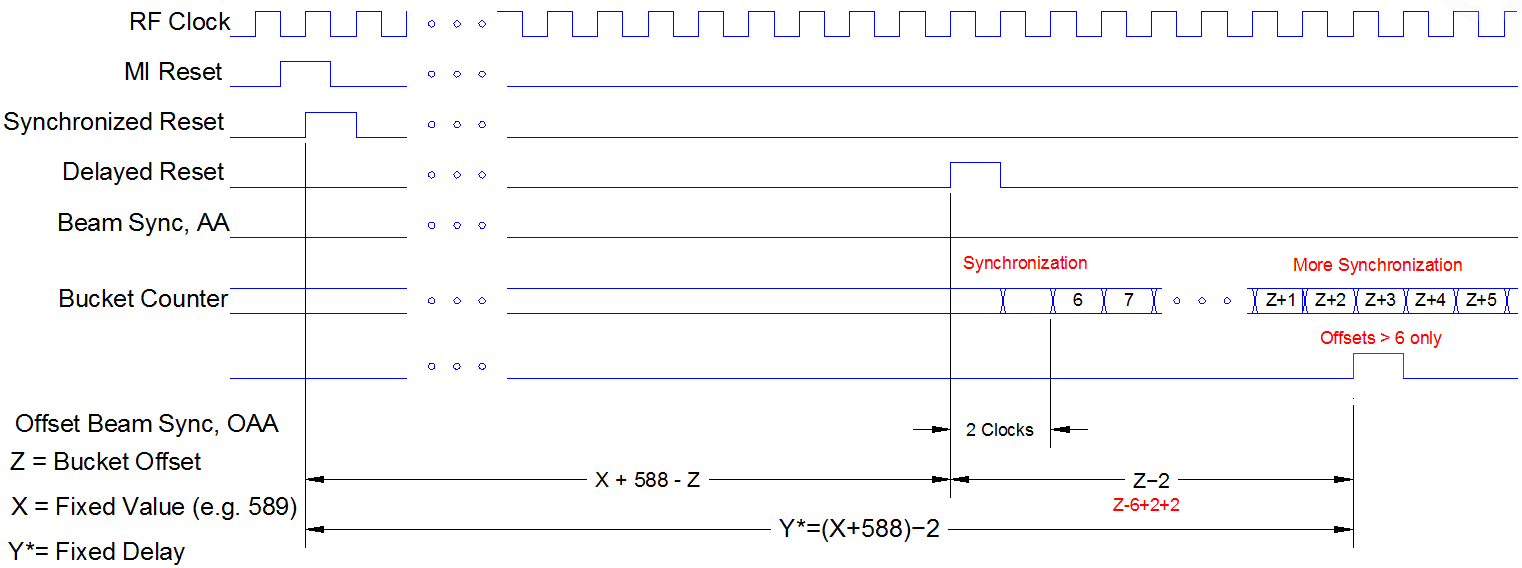 RF Clock
MI Reset
Synchronized Reset
Delayed Reset
Beam Sync, AA
Synchronization
More Synchronization
Bucket Counter
6 7 Z+1 Z+2 Z+3 Z+4 Z+5
Offsets > 6 only
Offset Beam Sync, OAA
2 Clocks
Z = Bucket Offset
X + 588 - Z
Z−2
Z-6+2+2
X = Fixed Value (e.g. 589)
Y*=(X+588)−2
Y*= Fixed Delay